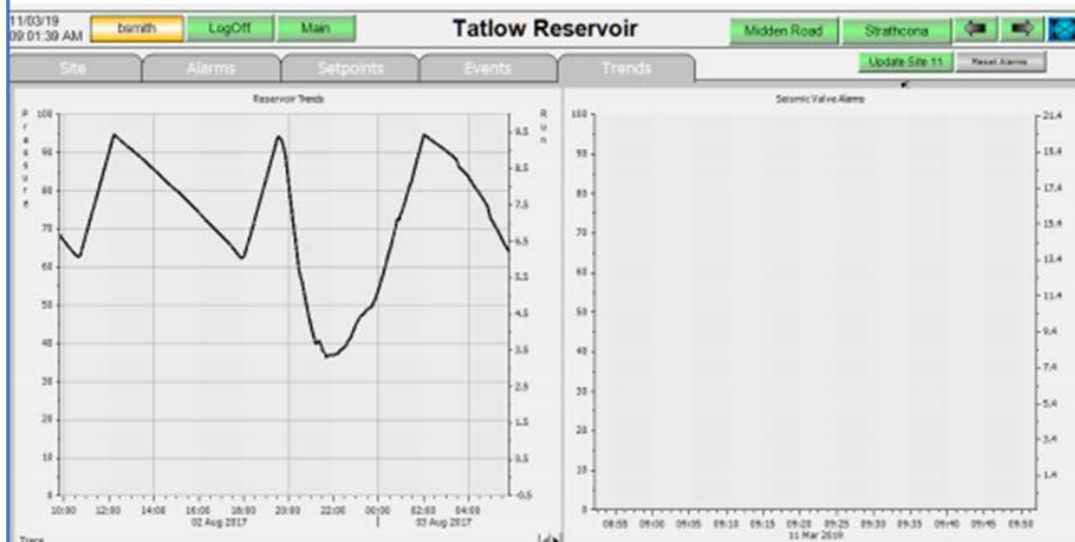 11/03/19
09:01:39 AM
bsmith
LogOff
Main
Tatlow Reservoir
Midden Road
Strathcona
Site
Alarms
Setpoints
Events
Trends
Update Site 11
Reset Alarms
Reservoir Trends
Pressure
100
90
80
70
60
50
40
30
20
10
0
Run
9.5
8.5
7.5
6.5
5.5
4.5
3.5
2.5
1.5
0.5
-0.5
10:00 12:00 14:00 16:00 18:00 20:00 22:00 00:00 02:00 04:00
02 Aug 2017 03 Aug 2017
Trace
Seismic Valve Alarms
100
90
80
70
60
50
40
30
20
10
0
21.4
19.4
17.4
15.4
13.4
11.4
9.4
7.4
5.4
3.4
1.4
08:55 09:00 09:05 09:10 09:15 09:20 09:25 09:30 09:35 09:40 09:45 09:50
11 Mar 2019